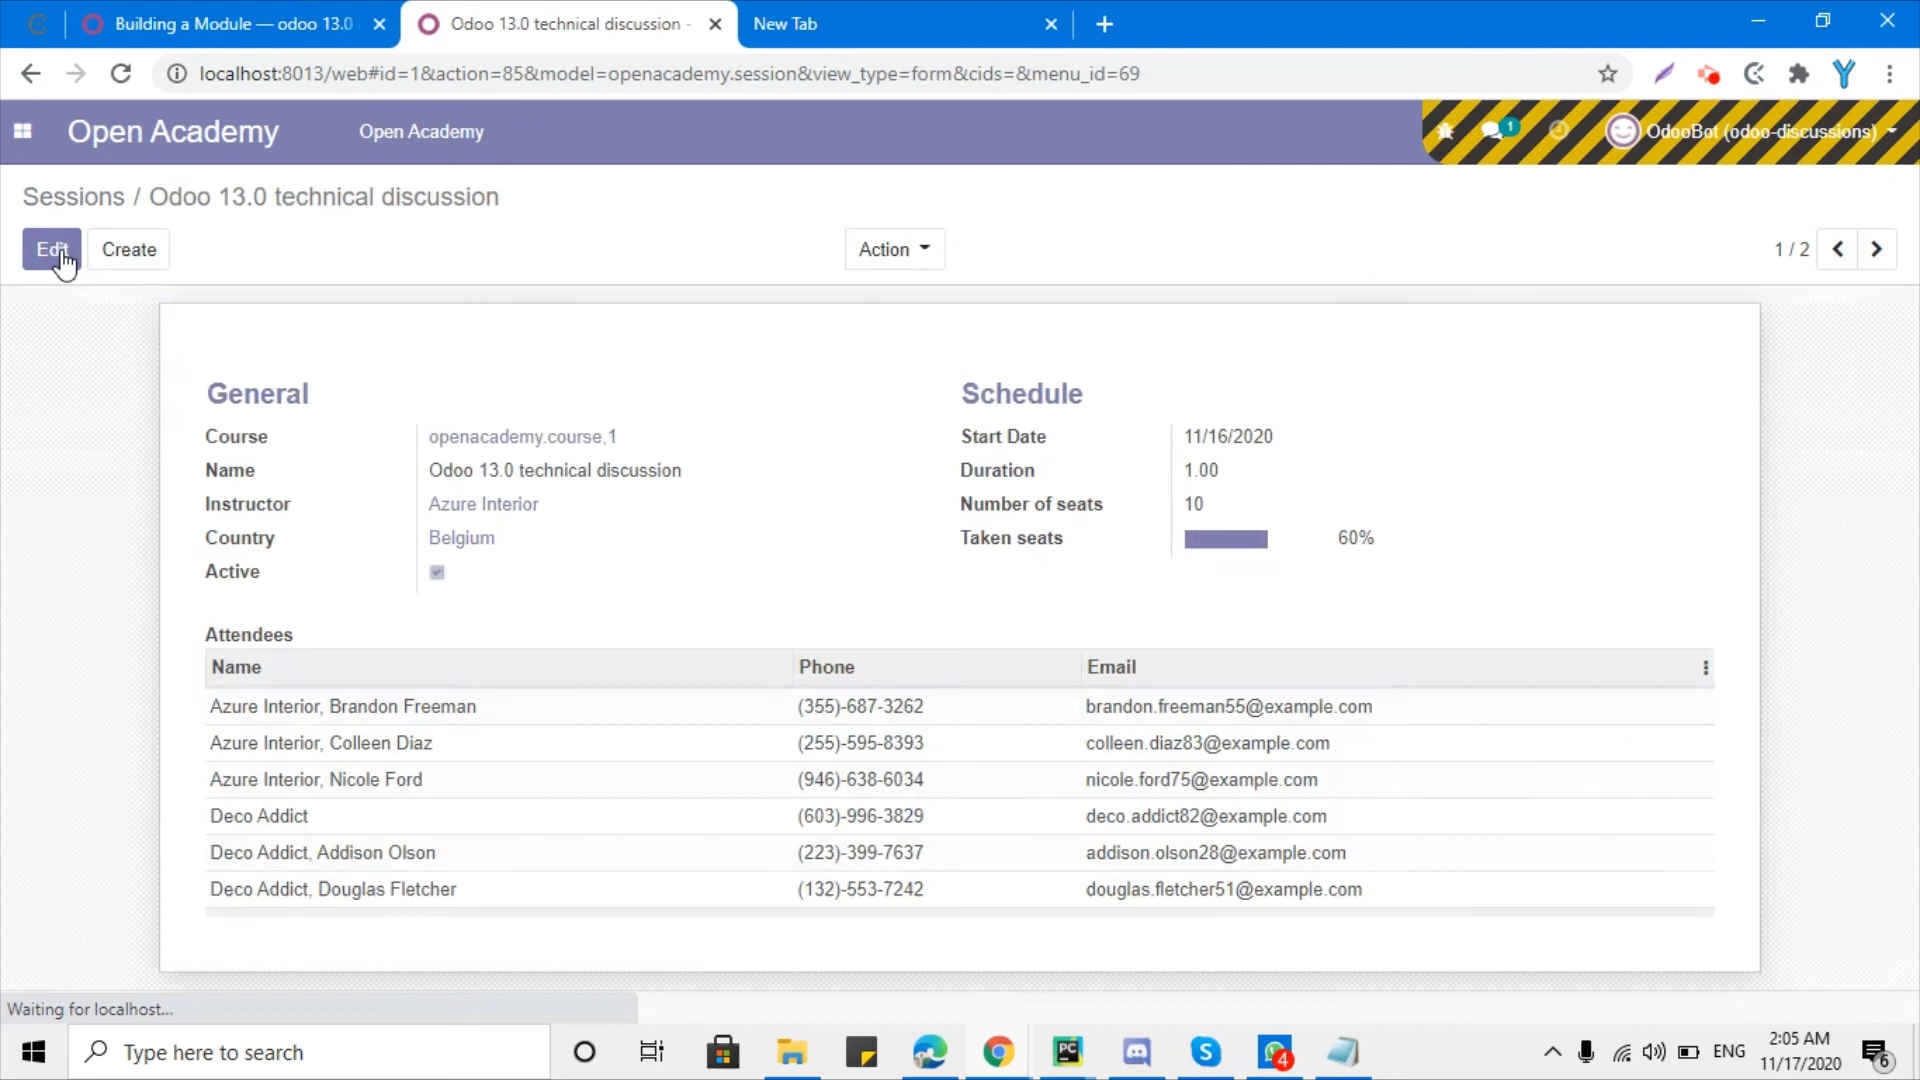 Building a Module — odoo 13.0
Odoo 13.0 technical discussion -
New Tab
localhost:8013/web#id=1&action=85&model=openacademy.session&view_type=form&cids=&menu_id=69
Open Academy
Open Academy
1
OdooBot (odoo-discussions)
Sessions / Odoo 13.0 technical discussion
Edit
Create
Action
1 / 2
General
Course openacademy.course,1
Name Odoo 13.0 technical discussion
Instructor Azure Interior
Country Belgium
Active
Schedule
Start Date 11/16/2020
Duration 1.00
Number of seats 10
Taken seats 60%
Attendees
Name Phone Email
Azure Interior, Brandon Freeman (355)-687-3262 brandon.freeman55@example.com
Azure Interior, Colleen Diaz (255)-595-8393 colleen.diaz83@example.com
Azure Interior, Nicole Ford (946)-638-6034 nicole.ford75@example.com
Deco Addict (603)-996-3829 deco.addict82@example.com
Deco Addict, Addison Olson (223)-399-7637 addison.olson28@example.com
Deco Addict, Douglas Fletcher (132)-553-7242 douglas.fletcher51@example.com
Waiting for localhost...
Type here to search
PC
4
ENG
2:05 AM
11/17/2020
6